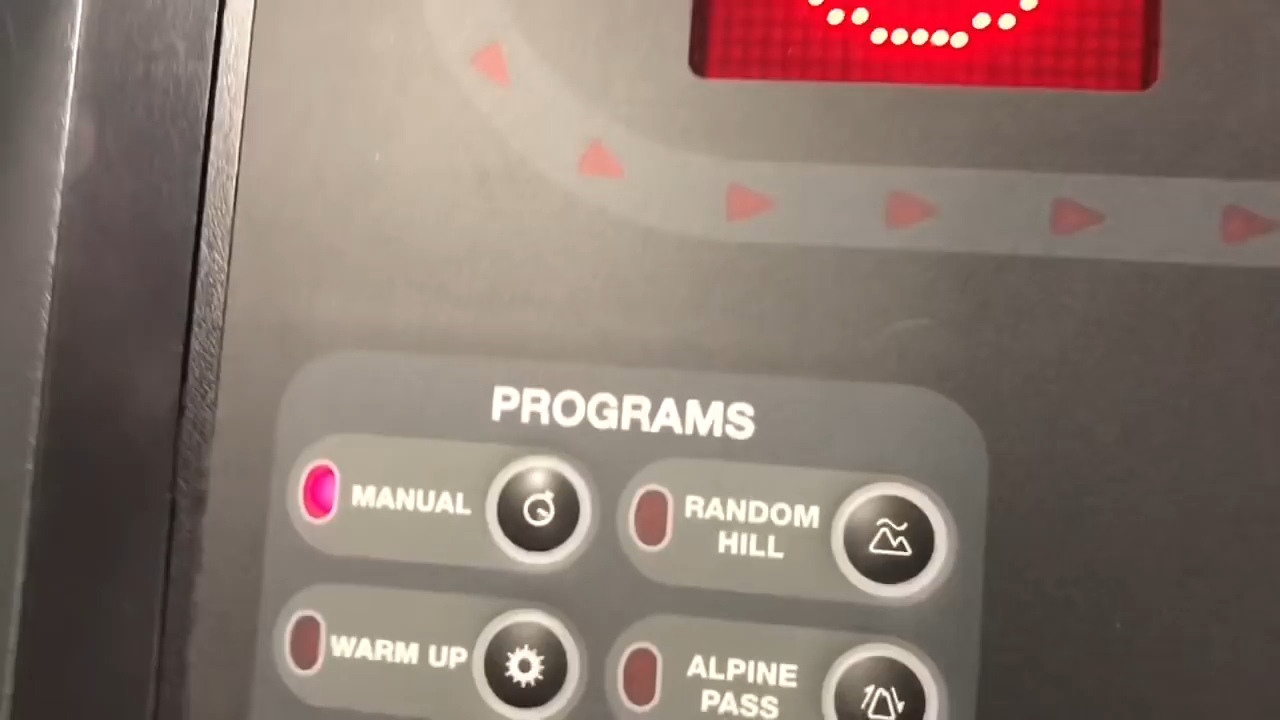 PROGRAMS
MANUAL
RANDOM
HILL
WARM UP
ALPINE
PASS